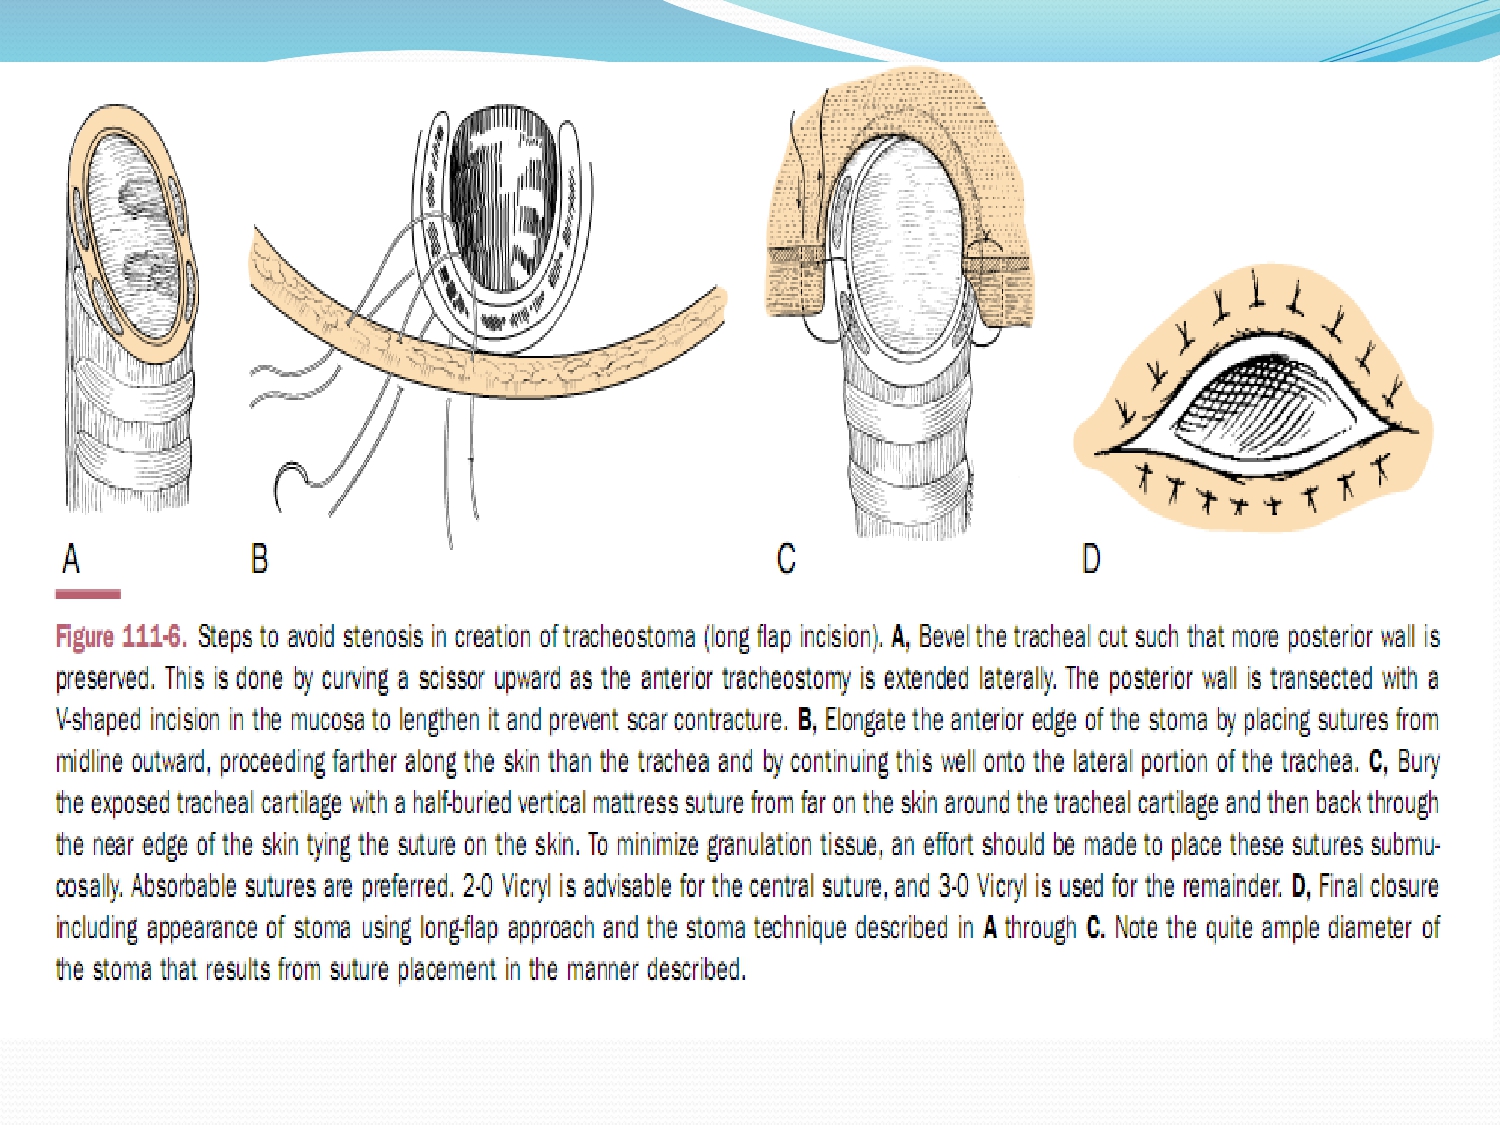 A B C D
Figure 111-6. Steps to avoid stenosis in creation of tracheostoma (long flap incision). A, Bevel the tracheal cut such that more posterior wall is
preserved. This is done by curving a scissor upward as the anterior tracheostomy is extended laterally. The posterior wall is transected with a
V-shaped incision in the mucosa to lengthen it and prevent scar contracture. B, Elongate the anterior edge of the stoma by placing sutures from
midline outward, proceeding farther along the skin than the trachea and by continuing this well onto the lateral portion of the trachea. C, Bury
the exposed tracheal cartilage with a half-buried vertical mattress suture from far on the skin around the tracheal cartilage and then back through
the near edge of the skin tying the suture on the skin. To minimize granulation tissue, an effort should be made to place these sutures submu-
cosally. Absorbable sutures are preferred. 2-0 Vicryl is advisable for the central suture, and 3-0 Vicryl is used for the remainder. D, Final closure
including appearance of stoma using long-flap approach and the stoma technique described in A through C. Note the quite ample diameter of
the stoma that results from suture placement in the manner described.